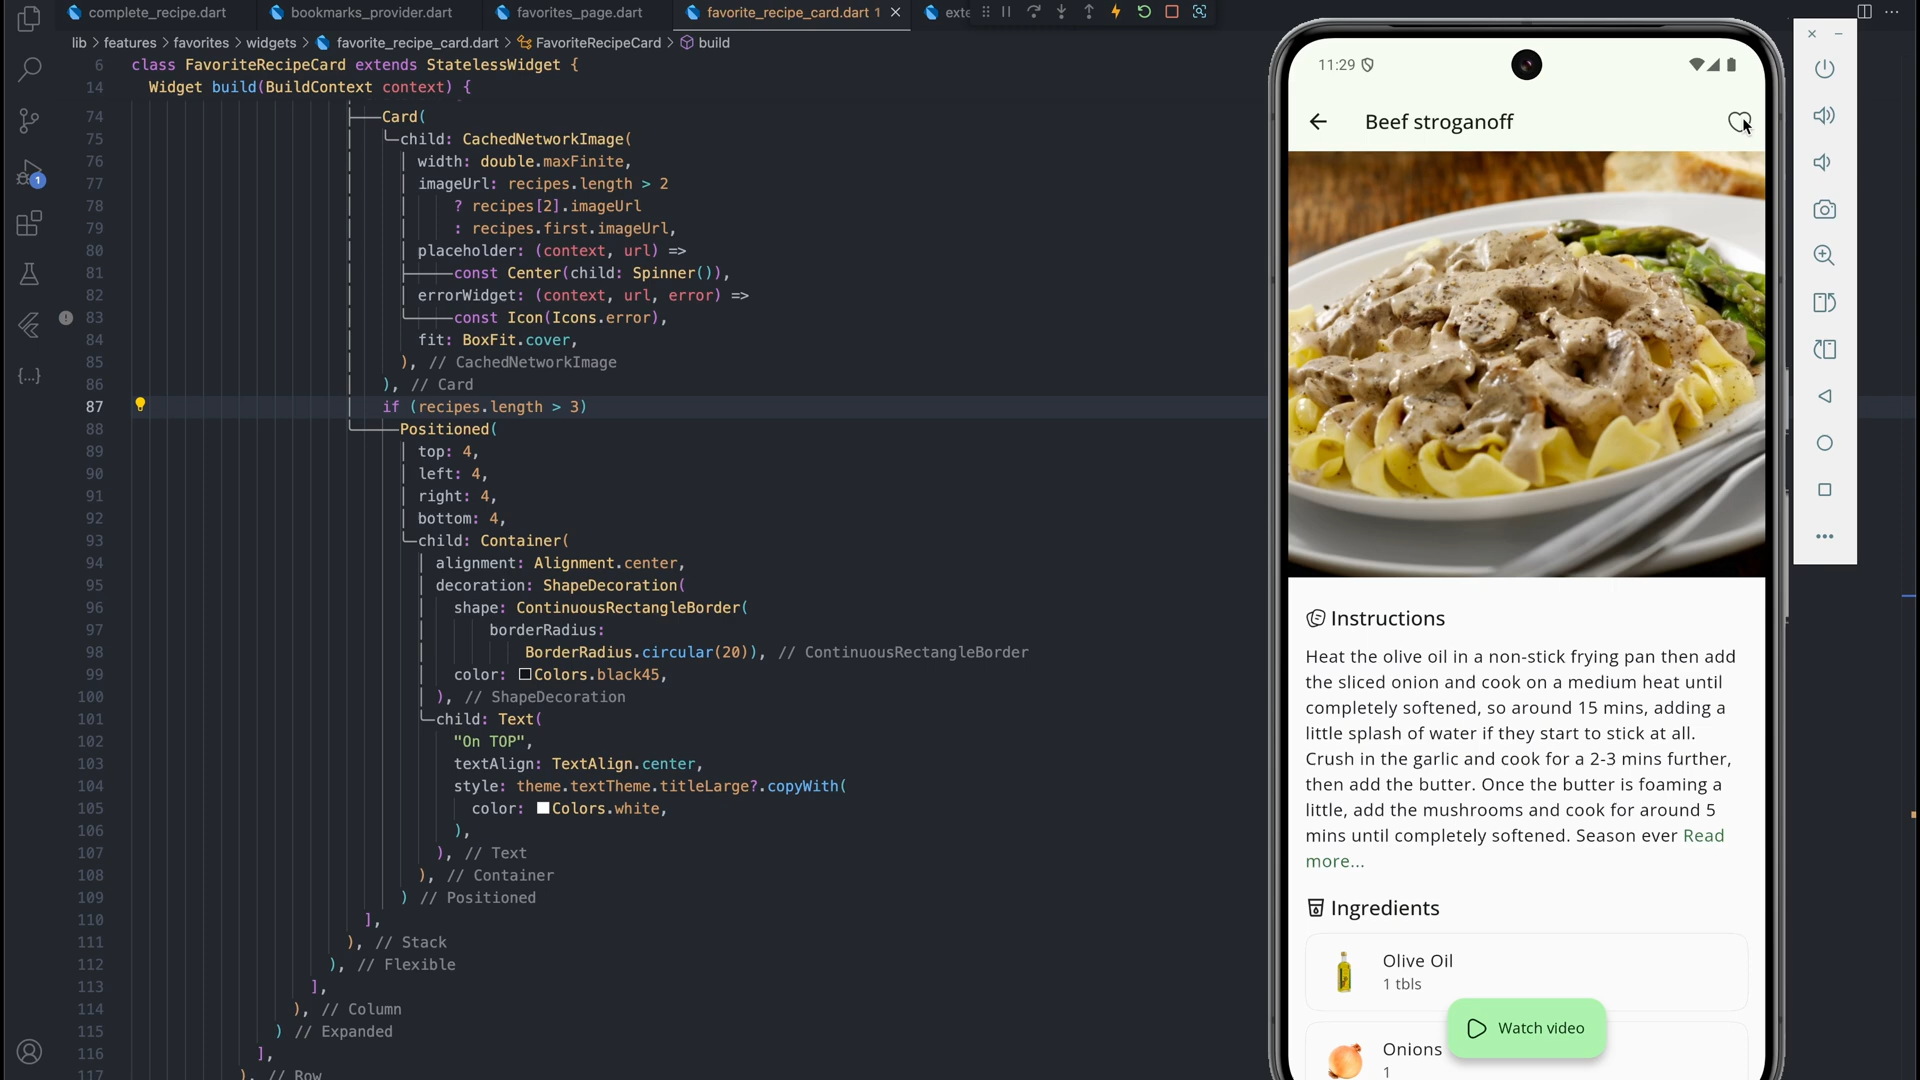 complete_recipe.dart
bookmarks_provider.dart
favorites_page.dart
favorite_recipe_card.dart 1
exte
lib > features > favorites > widgets > favorite_recipe_card.dart > FavoriteRecipeCard > build
6 class FavoriteRecipeCard extends StatelessWidget {
14 Widget build(BuildContext context) {
74 Card(
75 child: CachedNetworkImage(
76 width: double.maxFinite,
77 imageUrl: recipes.length > 2
78 ? recipes[2].imageUrl
79 : recipes.first.imageUrl,
80 placeholder: (context, url) =>
81 const Center(child: Spinner()),
82 errorWidget: (context, url, error) =>
83 const Icon(Icons.error),
84 fit: BoxFit.cover,
85 ), // CachedNetworkImage
86 ), // Card
87 if (recipes.length > 3)
88 Positioned(
89 top: 4,
90 left: 4,
91 right: 4,
92 bottom: 4,
93 child: Container(
94 alignment: Alignment.center,
95 decoration: ShapeDecoration(
96 shape: ContinuousRectangleBorder(
97 borderRadius:
98 BorderRadius.circular(20)), // ContinuousRectangleBorder
99 color: Colors.black45,
100 ), // ShapeDecoration
101 child: Text(
102 "On TOP",
103 textAlign: TextAlign.center,
104 style: theme.textTheme.titleLarge?.copyWith(
105 color: Colors.white,
106 ),
107 ), // Text
108 ), // Container
109 ) // Positioned
110 ],
111 ), // Stack
112 ), // Flexible
113 ],
114 ), // Column
115 ) // Expanded
116 ],
117 ), // Row
1
11:29
Beef stroganoff
Instructions
Heat the olive oil in a non-stick frying pan then add
the sliced onion and cook on a medium heat until
completely softened, so around 15 mins, adding a
little splash of water if they start to stick at all.
Crush in the garlic and cook for a 2-3 mins further,
then add the butter. Once the butter is foaming a
little, add the mushrooms and cook for around 5
mins until completely softened. Season ever Read
more...
Ingredients
Olive Oil
1 tbls
Watch video
Onions
1